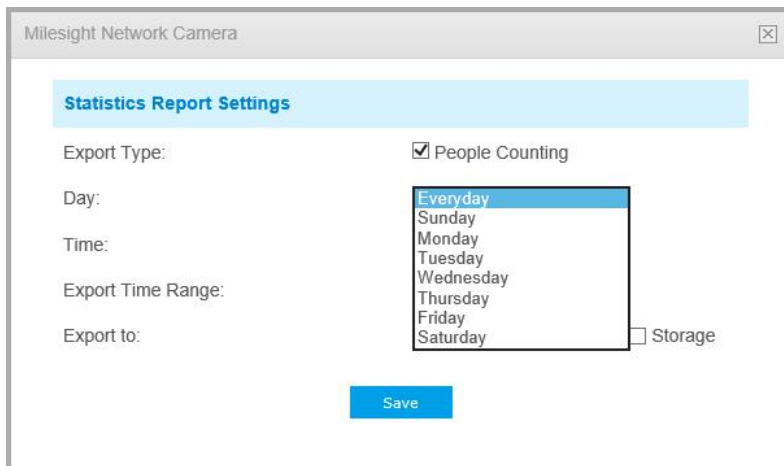 Milesight Network Camera
Statistics Report Settings
Export Type: People Counting
Day: Everyday
Sunday
Monday
Time:
Tuesday
Wednesday
Export Time Range:
Thursday
Friday
Export to: Saturday Storage
Save